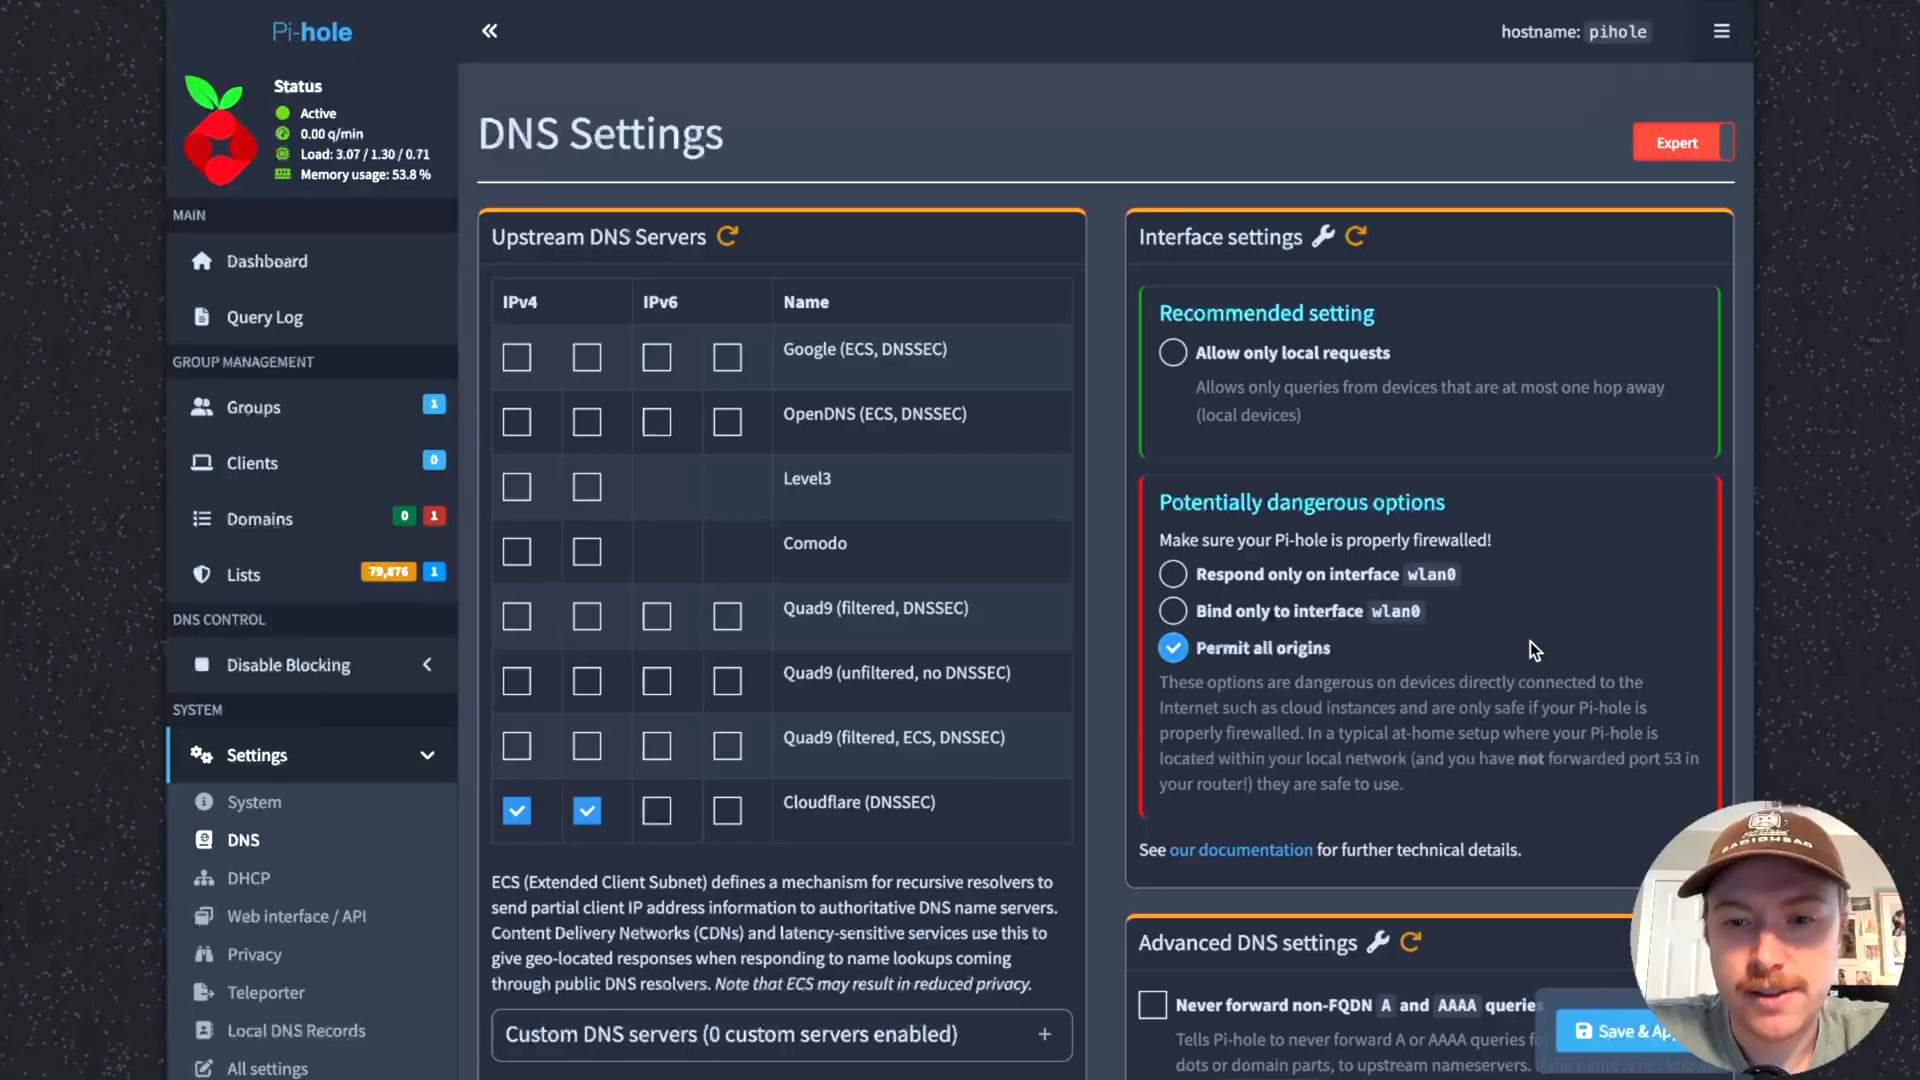 Pi-hole
hostname: pihole
Status
Active
0.00 q/min
Load: 3.07 / 1.30 / 0.71
Memory usage: 53.8 %
MAIN
Dashboard
Query Log
GROUP MANAGEMENT
Groups 1
Clients 0
Domains 0 1
Lists 79,876 1
DNS CONTROL
Disable Blocking
SYSTEM
Settings
System
DNS
DHCP
Web interface / API
Privacy
Teleporter
Local DNS Records
All settings
DNS Settings
Expert
Upstream DNS Servers
IPv4 IPv6 Name
Google (ECS, DNSSEC)
OpenDNS (ECS, DNSSEC)
Level3
Comodo
Quad9 (filtered, DNSSEC)
Quad9 (unfiltered, no DNSSEC)
Quad9 (filtered, ECS, DNSSEC)
Cloudflare (DNSSEC)
ECS (Extended Client Subnet) defines a mechanism for recursive resolvers to
send partial client IP address information to authoritative DNS name servers.
Content Delivery Networks (CDNs) and latency-sensitive services use this to
give geo-located responses when responding to name lookups coming
through public DNS resolvers. Note that ECS may result in reduced privacy.
Custom DNS servers (0 custom servers enabled) +
Interface settings
Recommended setting
Allow only local requests
Allows only queries from devices that are at most one hop away
(local devices)
Potentially dangerous options
Make sure your Pi-hole is properly firewalled!
Respond only on interface wlan0
Bind only to interface wlan0
Permit all origins
These options are dangerous on devices directly connected to the
Internet such as cloud instances and are only safe if your Pi-hole is
properly firewalled. In a typical at-home setup where your Pi-hole is
located within your local network (and you have not forwarded port 53 in
your router!) they are safe to use.
See our documentation for further technical details.
Advanced DNS settings
Never forward non-FQDN A and AAAA queries
Tells Pi-hole to never forward A or AAAA queries
dots or domain parts, to upstream nameservers.
Save &
RADIOHEAD